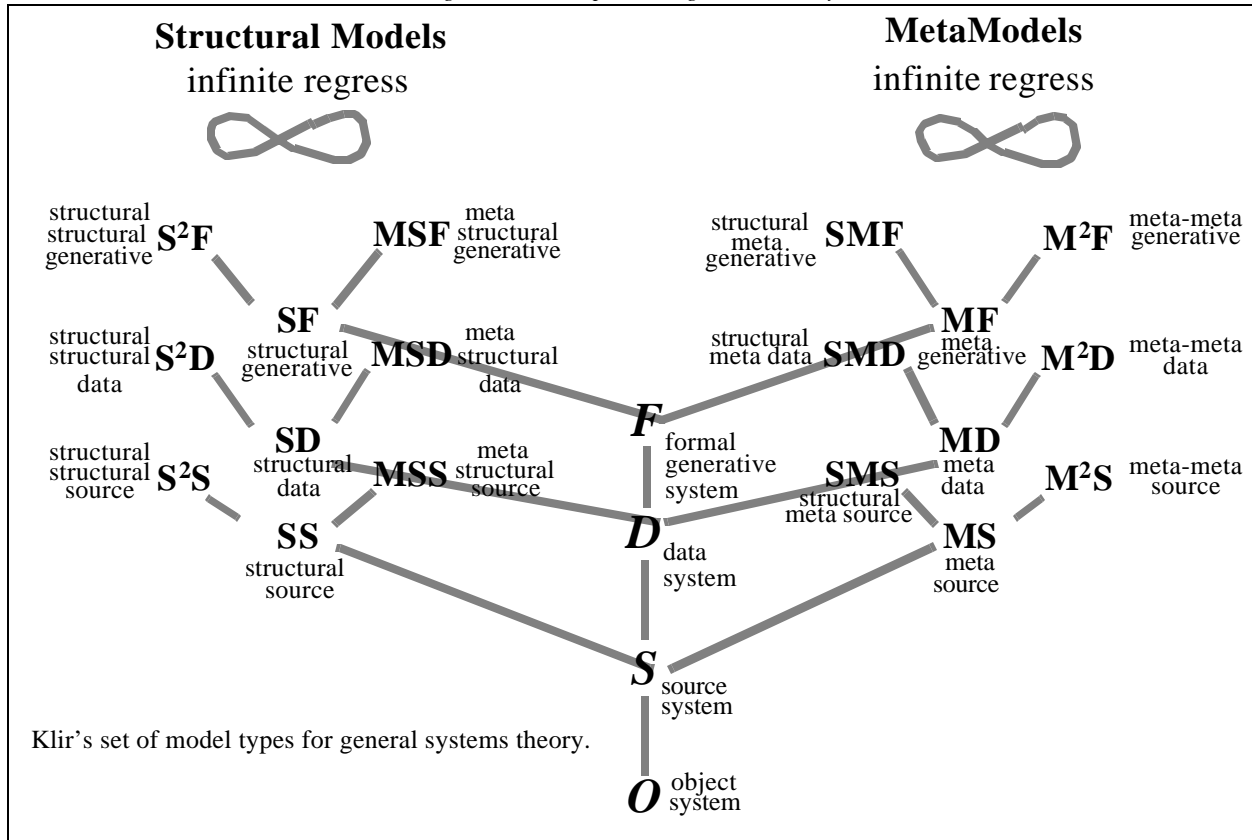 Structural Models
infinite regress
MetaModels
infinite regress
structural
structural
generative
S²F
MSF
meta
structural
generative
structural
meta
generative
SMF
M²F
meta-meta
generative
SF
structural
generative
MF
meta
generative
structural
structural
data
S²D
MSD
meta
structural
data
structural
meta data
SMD
M²D
meta-meta
data
F
formal
generative
system
SD
structural
data
MD
meta
data
structural
structural
source
S²S
MSS
meta
structural
source
SMS
structural
meta source
M²S
meta-meta
source
D
data
system
SS
structural
source
MS
meta
source
S
source
system
Klir's set of model types for general systems theory.
O
object
system